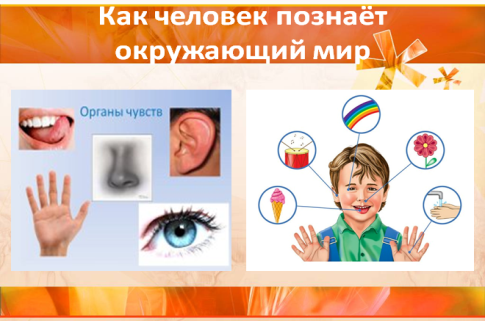 Как человек познаёт
окружающий мир
Органы чувств